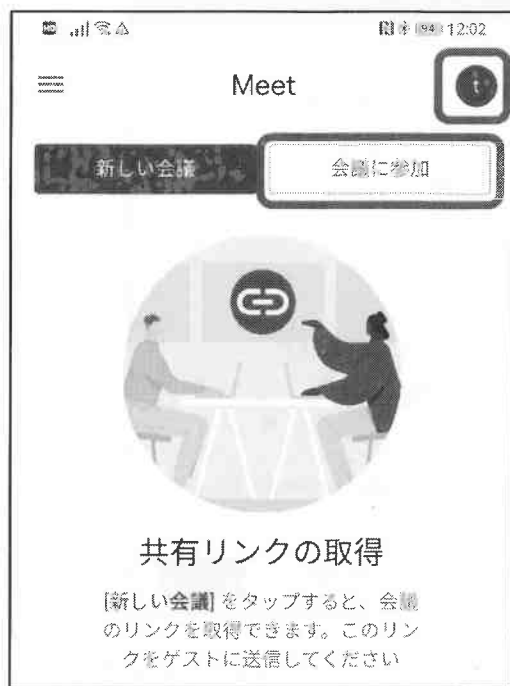 HD 94 12:02
Meet t
新しい会議 会議に参加
共有リンクの取得
[新しい会議] をタップすると、会議
のリンクを取得できます。このリン
クをゲストに送信してください